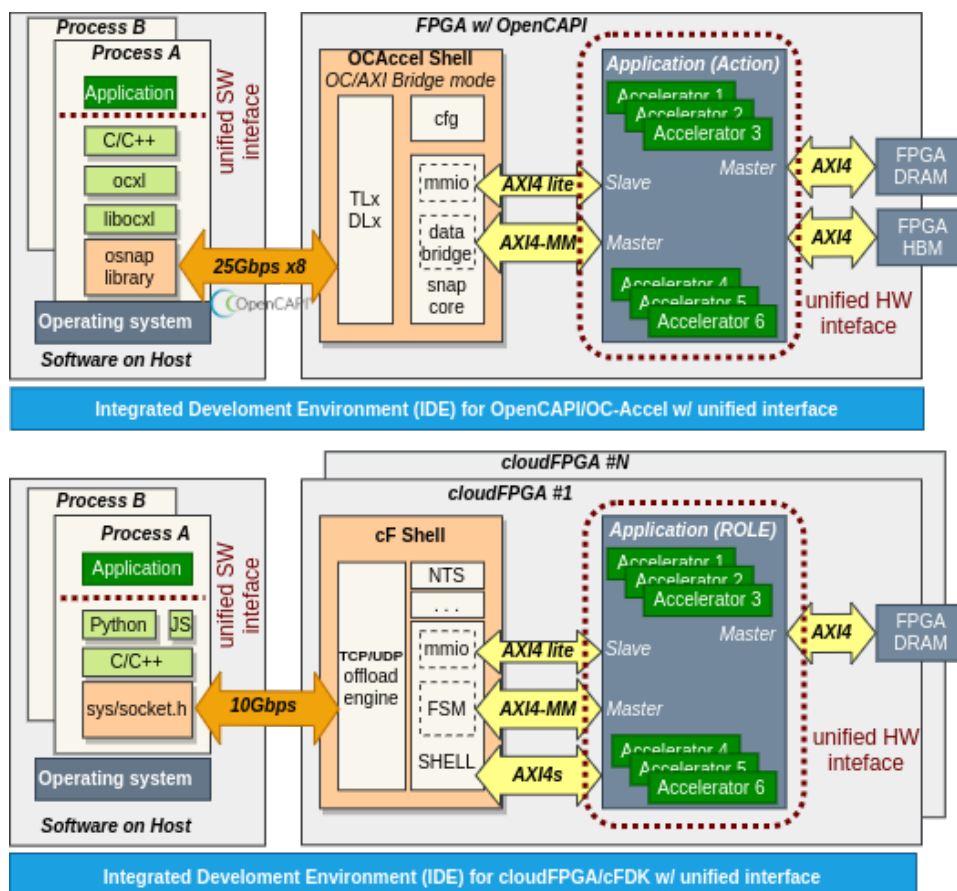 Process B
Process A
Application
C/C++
ocxl
libocxl
osnap
library
Operating system
Software on Host
unified SW
inteface
25Gbps x8
OpenCAPI
FPGA w/ OpenCAPI
OCAccel Shell
OC/AXI Bridge mode
TLx
DLx
cfg
mmio
data
bridge
snap
core
AXI4 lite
AXI4-MM
Application (Action)
Accelerator 1
Accelerator 2
Accelerator 3
Slave
Master
Master
Accelerator 4
Accelerator 5
Accelerator 6
AXI4
AXI4
FPGA
DRAM
FPGA
HBM
unified HW
inteface
Integrated Develoment Environment (IDE) for OpenCAPI/OC-Accel w/ unified interface
Process B
Process A
Application
Python
JS
C/C++
sys/socket.h
Operating system
Software on Host
unified SW
inteface
10Gbps
cloudFPGA #N
cloudFPGA #1
cF Shell
TCP/UDP
offload
engine
NTS
. . .
mmio
FSM
SHELL
AXI4 lite
AXI4-MM
AXI4s
Application (ROLE)
Accelerator 1
Accelerator 2
Accelerator 3
Slave
Master
Master
Accelerator 4
Accelerator 5
Accelerator 6
AXI4
FPGA
DRAM
unified HW
inteface
Integrated Develoment Environment (IDE) for cloudFPGA/cFDK w/ unified interface